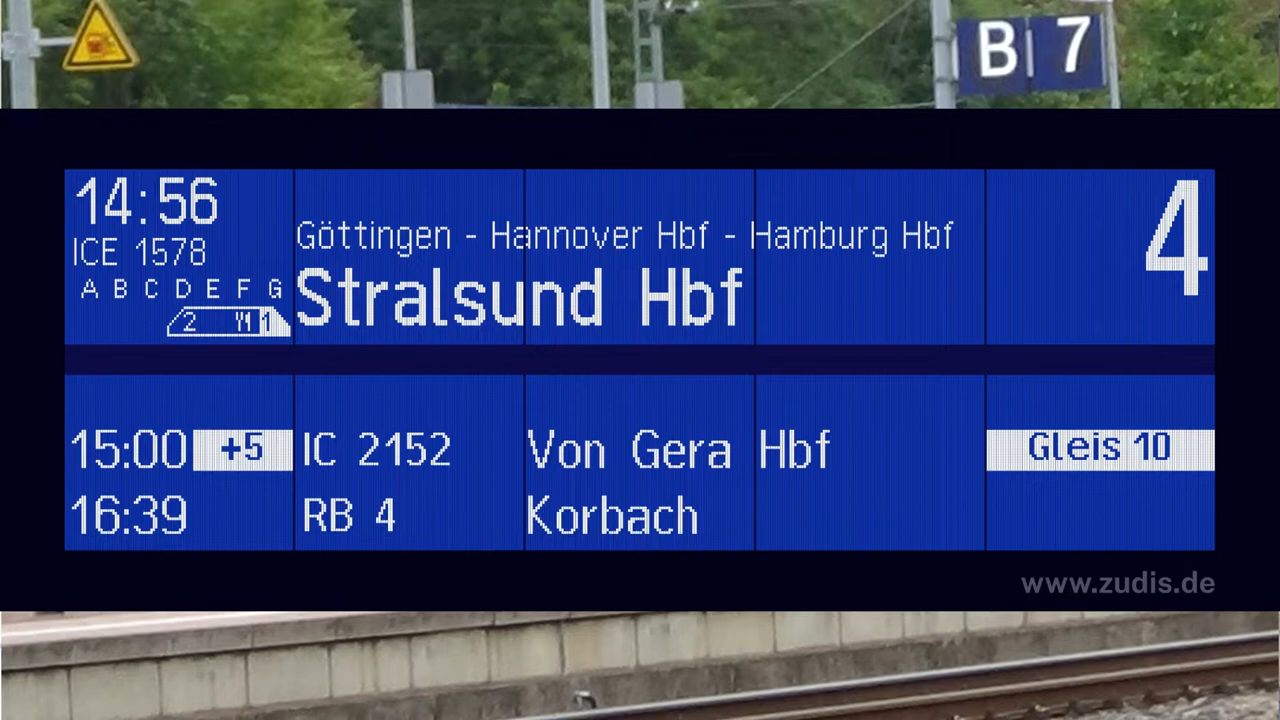 B 7
14:56
ICE 1578
A B C D E F G
2 1
Göttingen - Hannover Hbf - Hamburg Hbf
Stralsund Hbf
4
15:00 +5 IC 2152 Von Gera Hbf Gleis 10
16:39 RB 4 Korbach
www.zudis.de